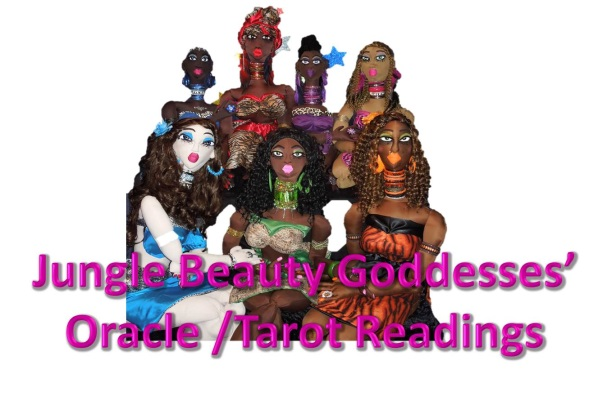 Jungle Beauty Goddesses’
Oracle /Tarot Readings